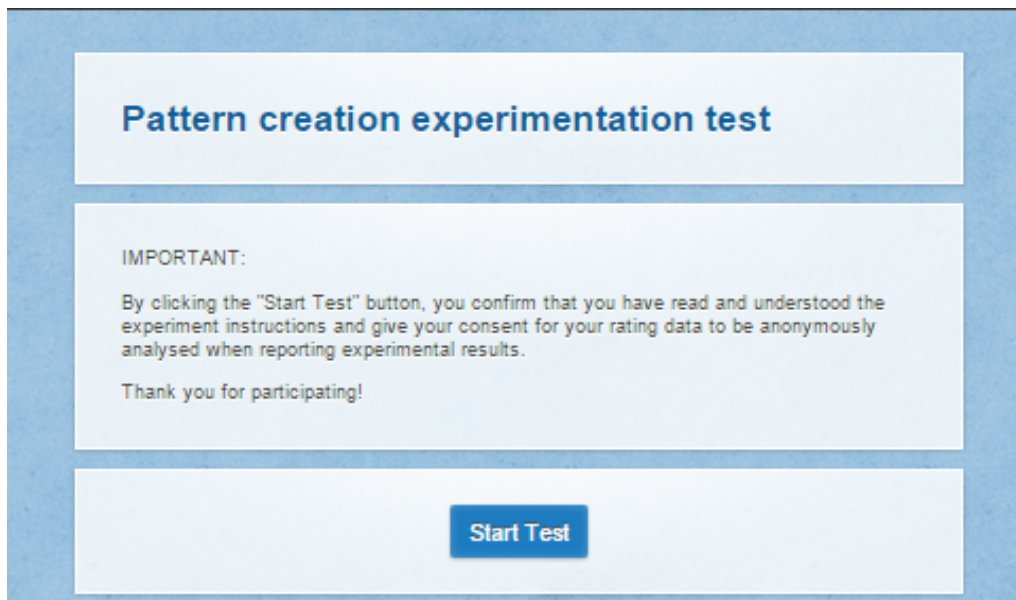 Pattern creation experimentation test
IMPORTANT:
By clicking the "Start Test" button, you confirm that you have read and understood the
experiment instructions and give your consent for your rating data to be anonymously
analysed when reporting experimental results.
Thank you for participating!
Start Test